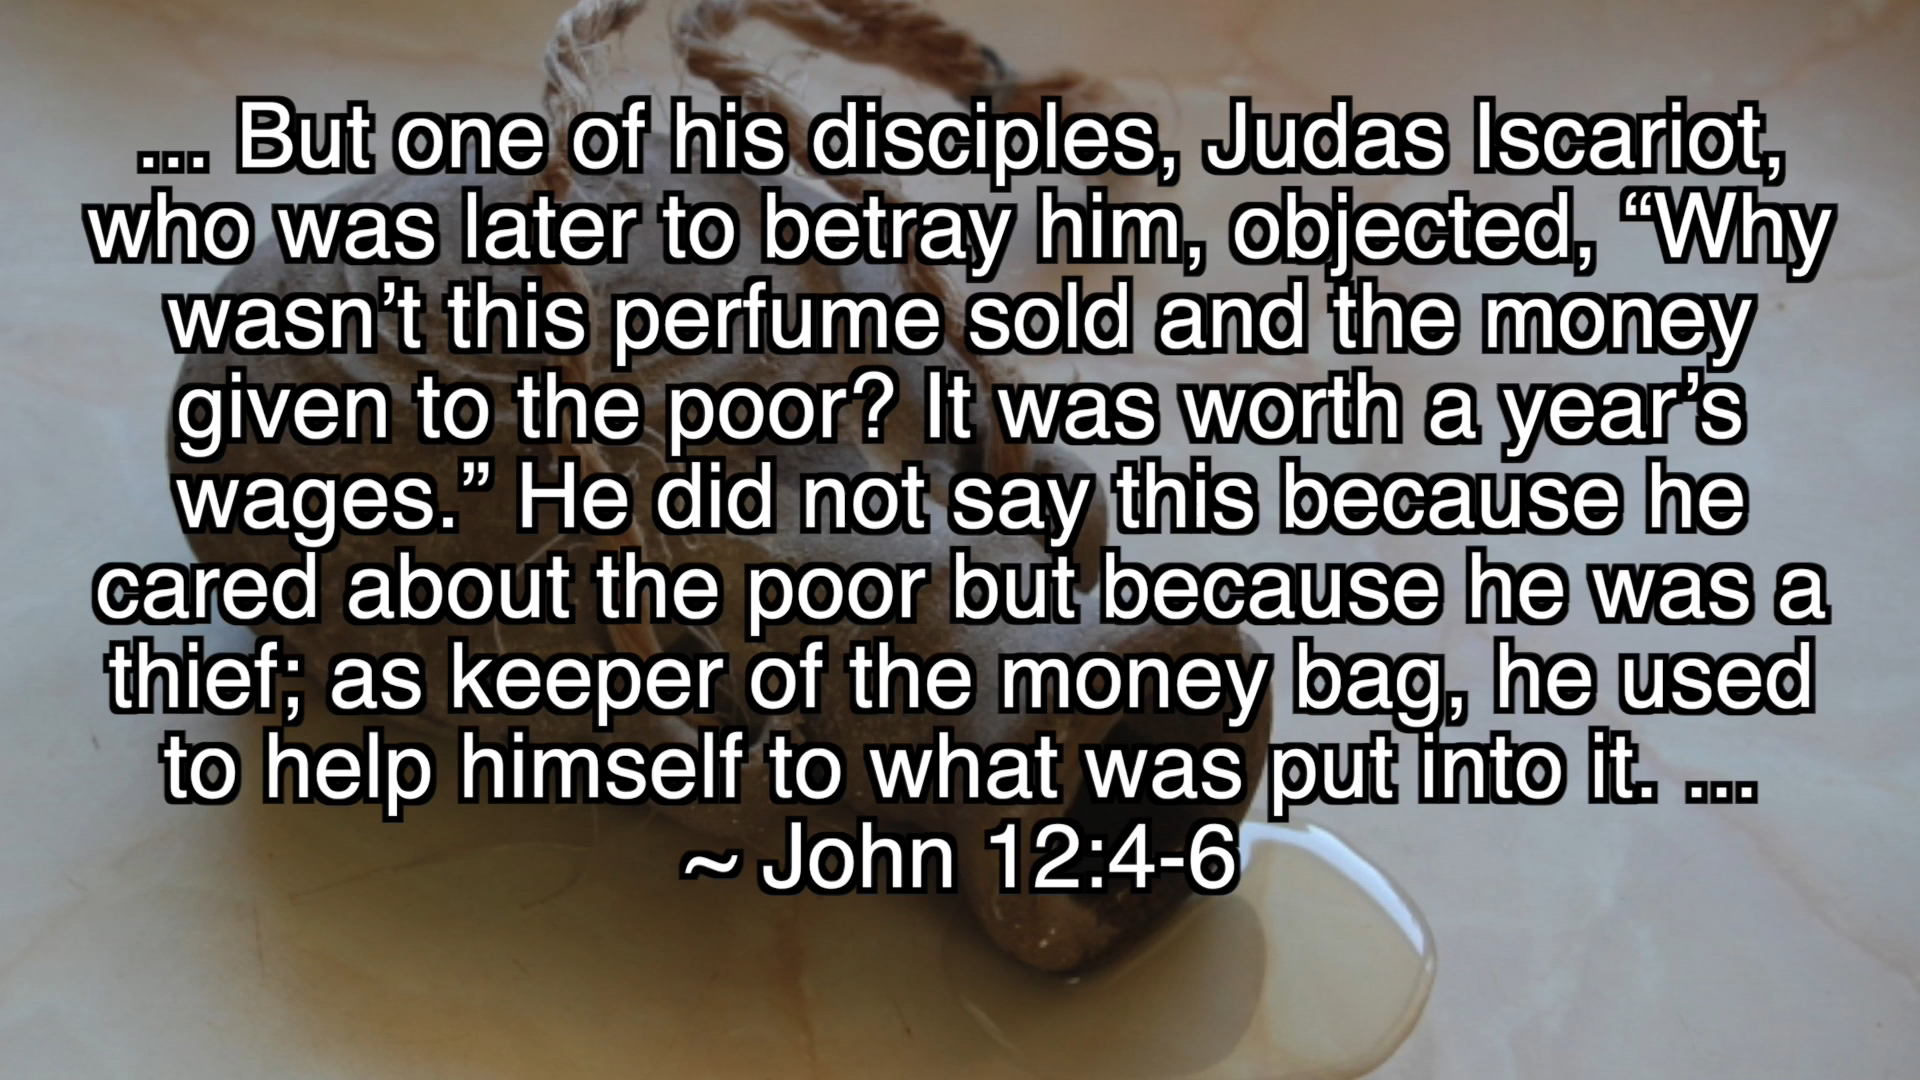 ... But one of his disciples, Judas Iscariot,
who was later to betray him, objected, “Why
wasn’t this perfume sold and the money
given to the poor? It was worth a year’s
wages.” He did not say this because he
cared about the poor but because he was a
thief; as keeper of the money bag, he used
to help himself to what was put into it. ...
~ John 12:4-6